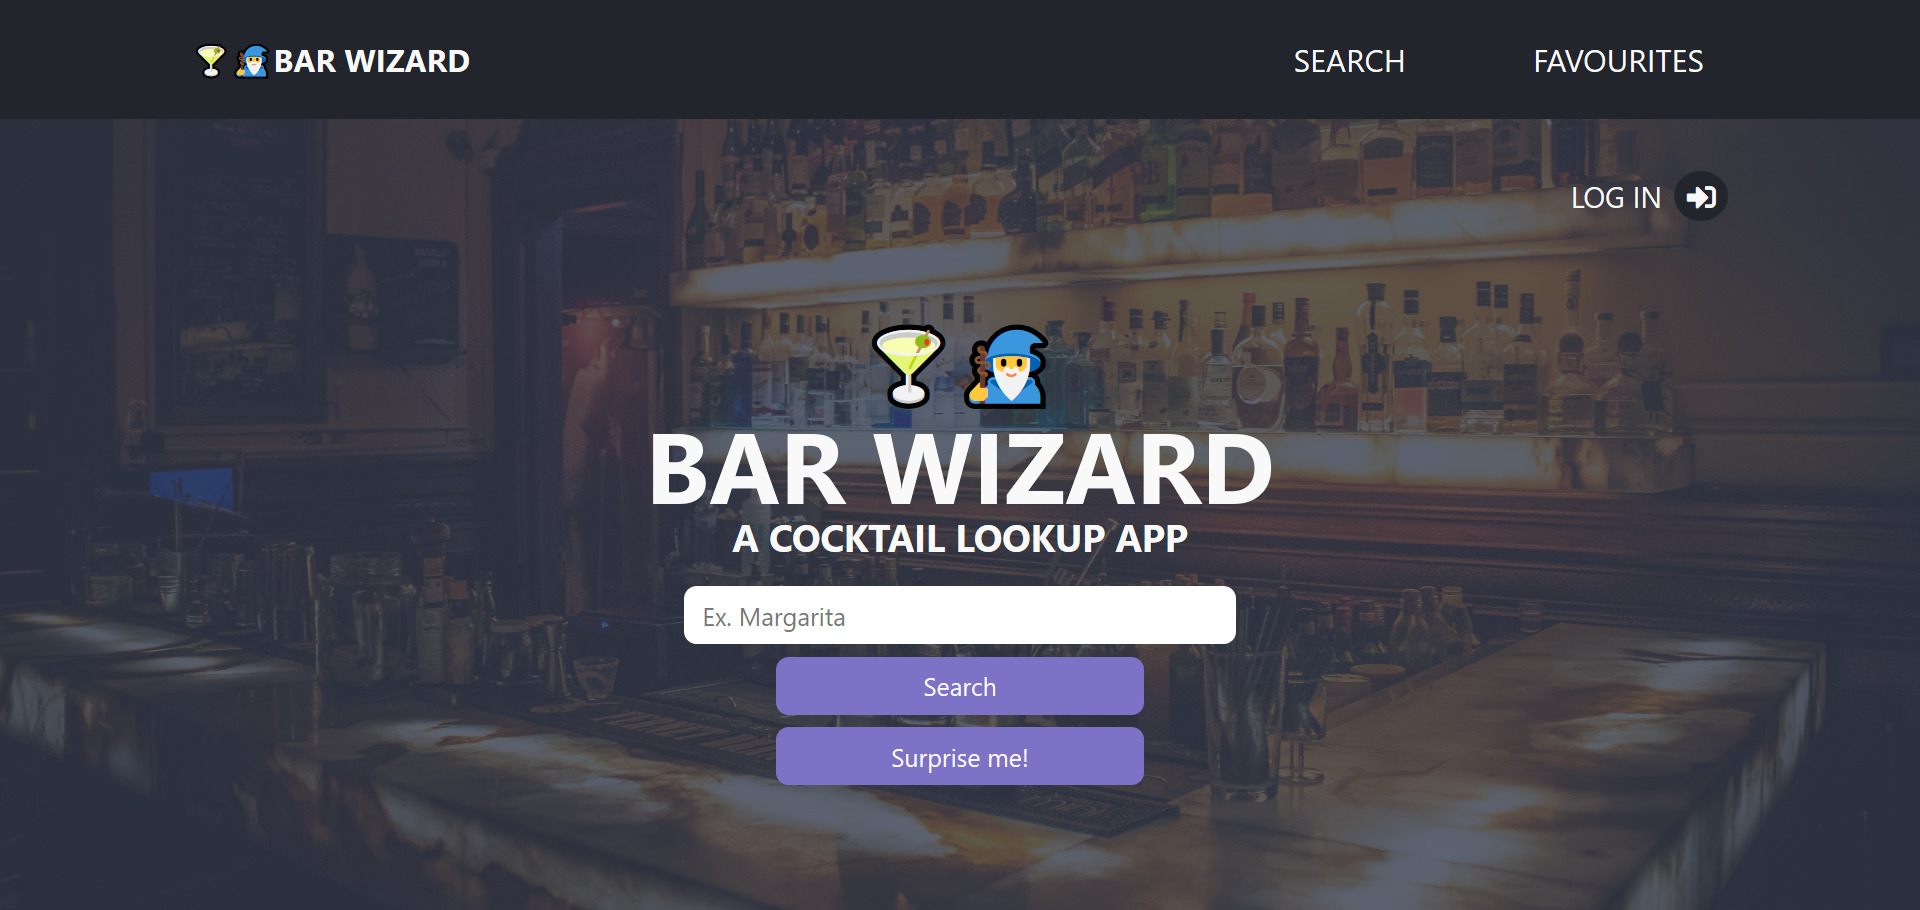 BAR WIZARD
SEARCH
FAVOURITES
LOG IN
BAR WIZARD
A COCKTAIL LOOKUP APP
Ex. Margarita
Search
Surprise me!